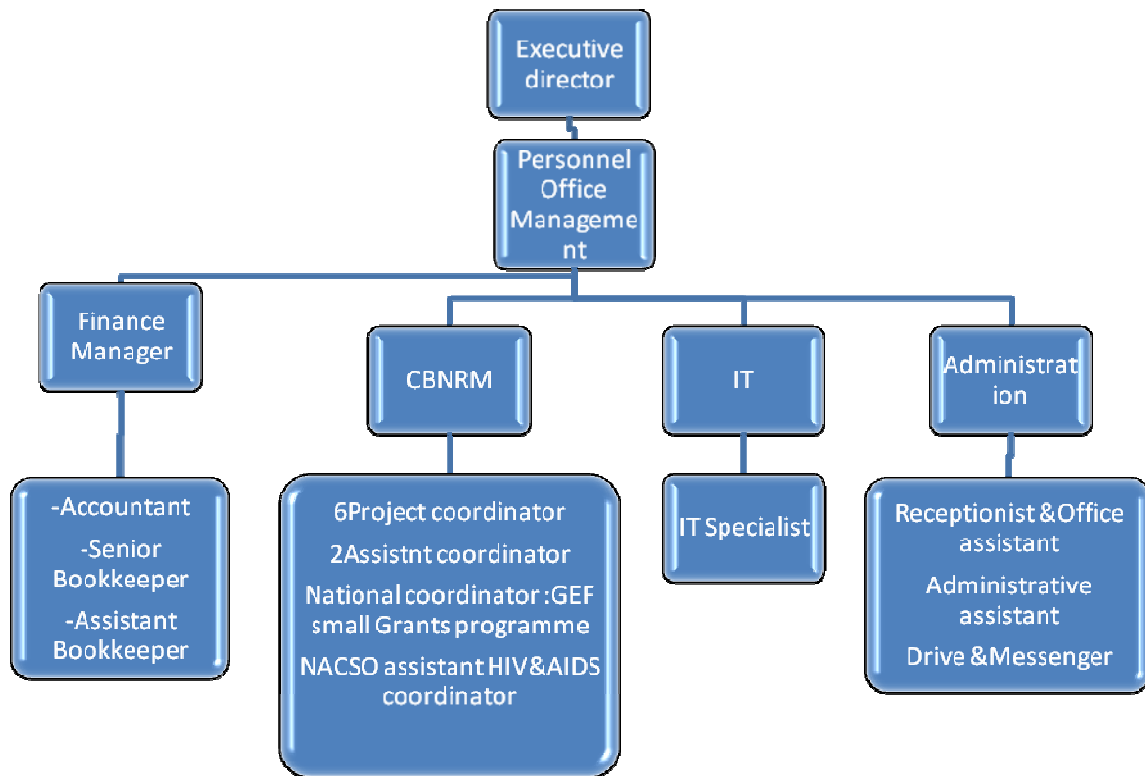 Executive
director
Personnel
Office
Manageme
nt
Finance
Manager
CBNRM
IT
Administrat
ion
-Accountant
-Senior
Bookkeeper
-Assistant
Bookkeeper
6Project coordinator
2Assistnt coordinator
National coordinator :GEF
small Grants programme
NACSO assistant HIV&AIDS
coordinator
IT Specialist
Receptionist &Office
assistant
Administrative
assistant
Drive &Messenger